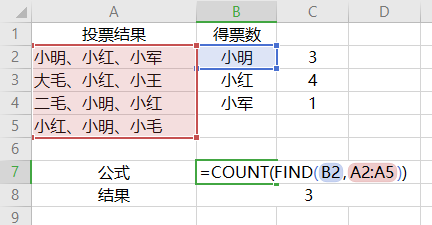 A B C D
1 投票结果 得票数
2 小明、小红、小军 小明 3
3 大毛、小红、小王 小红 4
4 二毛、小明、小红 小军 1
5 小红、小明、小毛
6
7 公式 =COUNT(FIND(B2,A2:A5))
8 结果 3